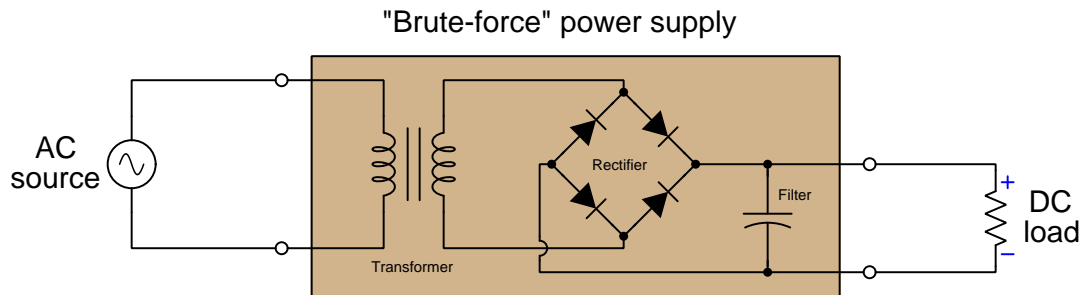 "Brute-force" power supply
AC
source
Transformer
Rectifier
Filter
+
−
DC
load